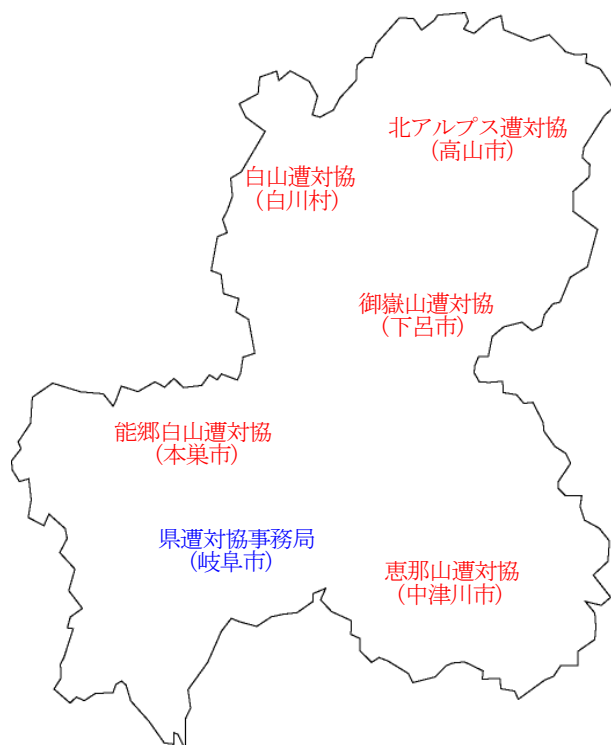 北アルプス遭対協
(高山市)
白山遭対協
(白川村)
御嶽山遭対協
(下呂市)
能郷白山遭対協
(本巣市)
県遭対協事務局
(岐阜市)
恵那山遭対協
(中津川市)